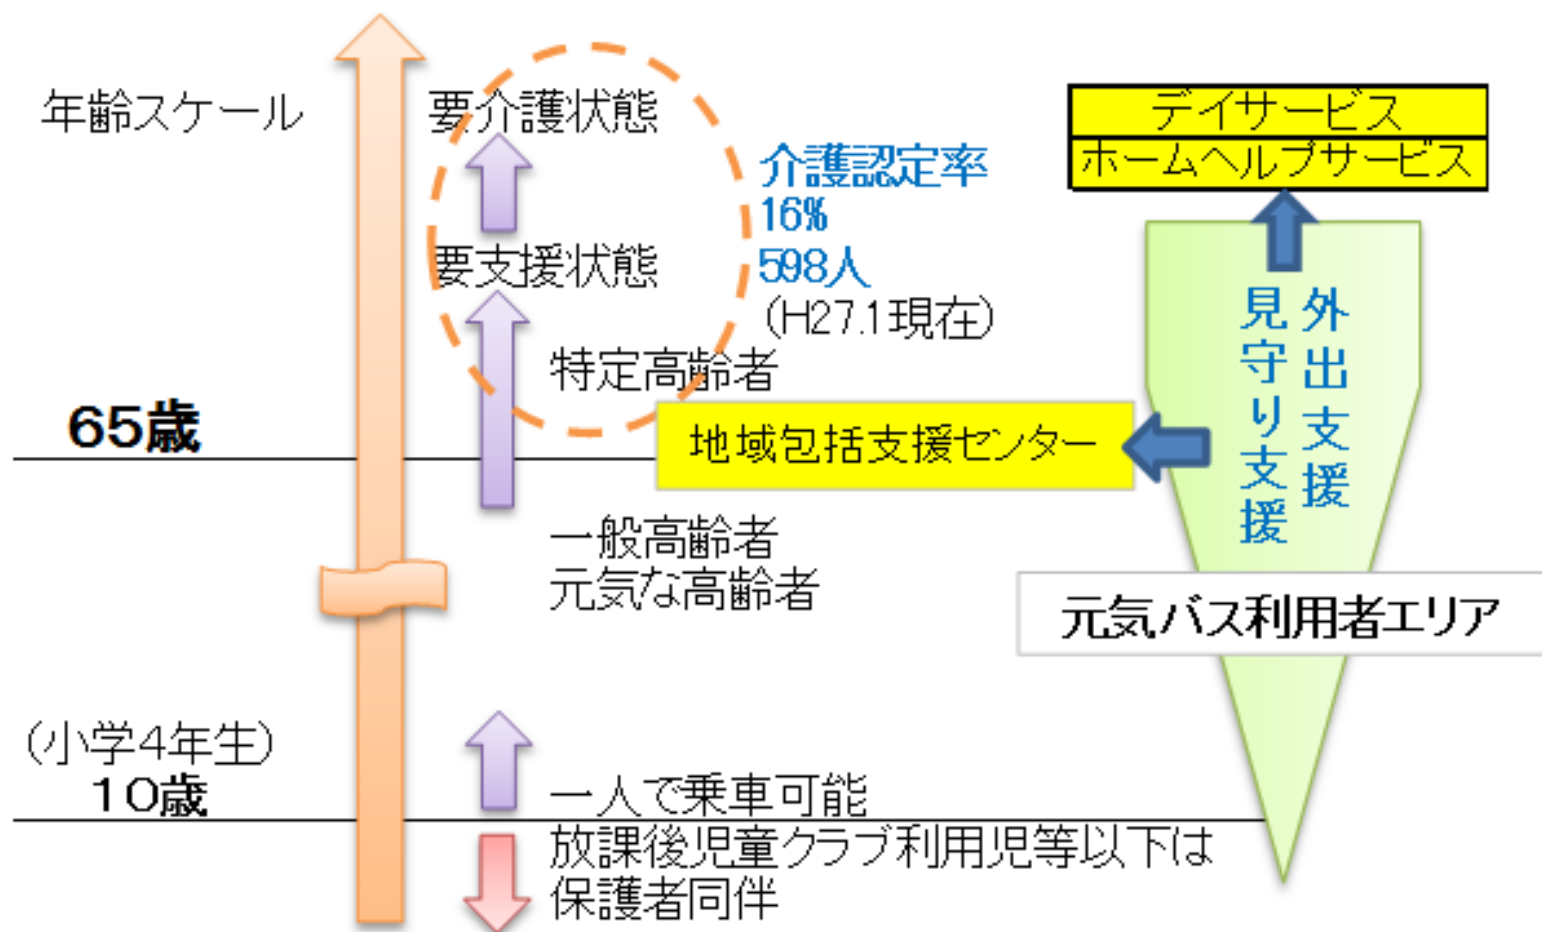 年齢スケール
要介護状態
要支援状態
特定高齢者
介護認定率
16%
598人
(H27.1現在)
デイサービス
ホームヘルプサービス
外出支援
見守り支援
65歳
地域包括支援センター
一般高齢者
元気な高齢者
元気バス利用者エリア
(小学4年生)
10歳
一人で乗車可能
放課後児童クラブ利用児等以下は
保護者同伴